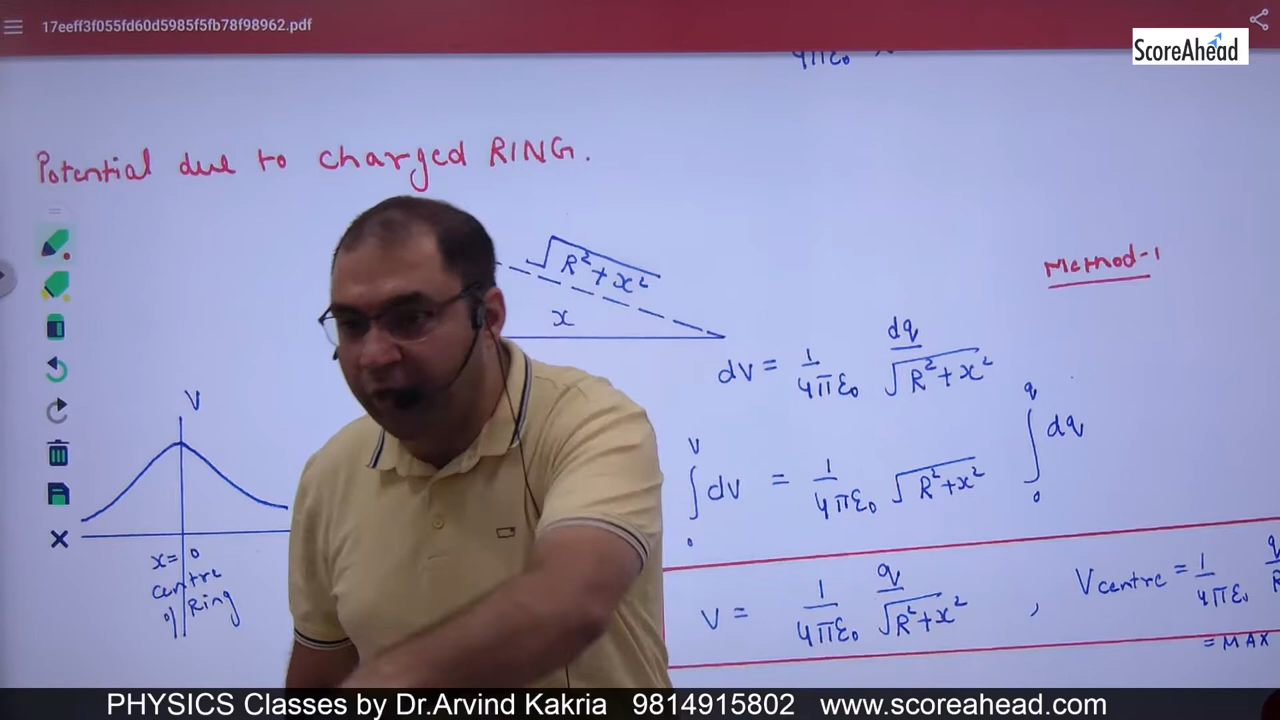 17eeff3f055fd60d5985f5fb78f98962.pdf
ScoreAhead
4πε₀
Potential due to charged RING.
√R²+x²
x
Method-1
dV = 1/4πε₀ dq/√R²+x²
V
∫₀^V dV = 1/4πε₀ √R²+x² ∫₀^q dq
x=0
centre
of Ring
V = 1/4πε₀ q/√R²+x² , Vcentre = 1/4πε₀ q/R
= MAX
PHYSICS Classes by Dr.Arvind Kakria 9814915802 www.scoreahead.com